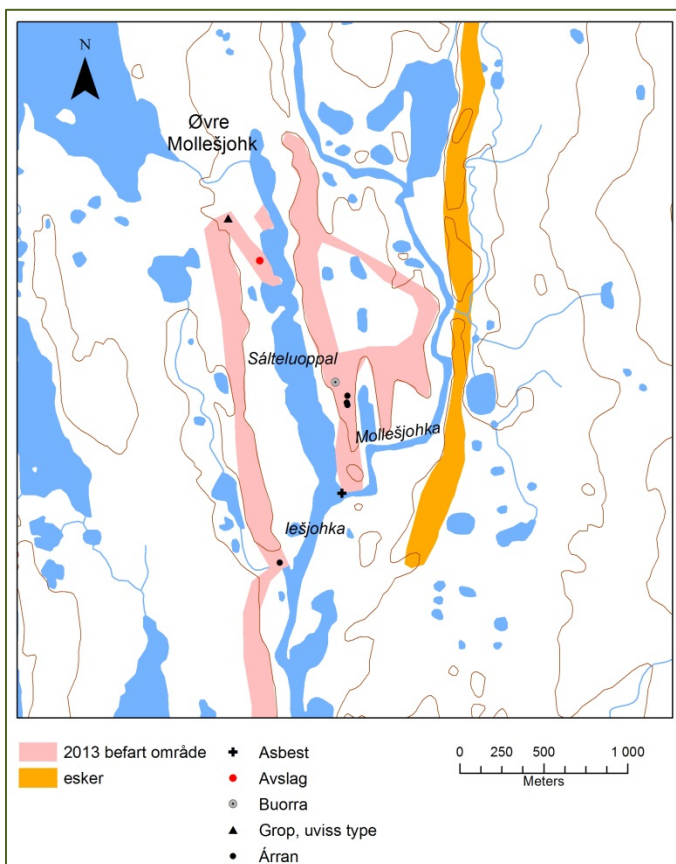 N
Øvre
Mollešjohk
Sálteluoppal
Mollešjohka
Iešjohka
2013 befart område
esker
Asbest
Avslag
Buorra
Grop, uviss type
Árran
0 250 500 1 000
Meters